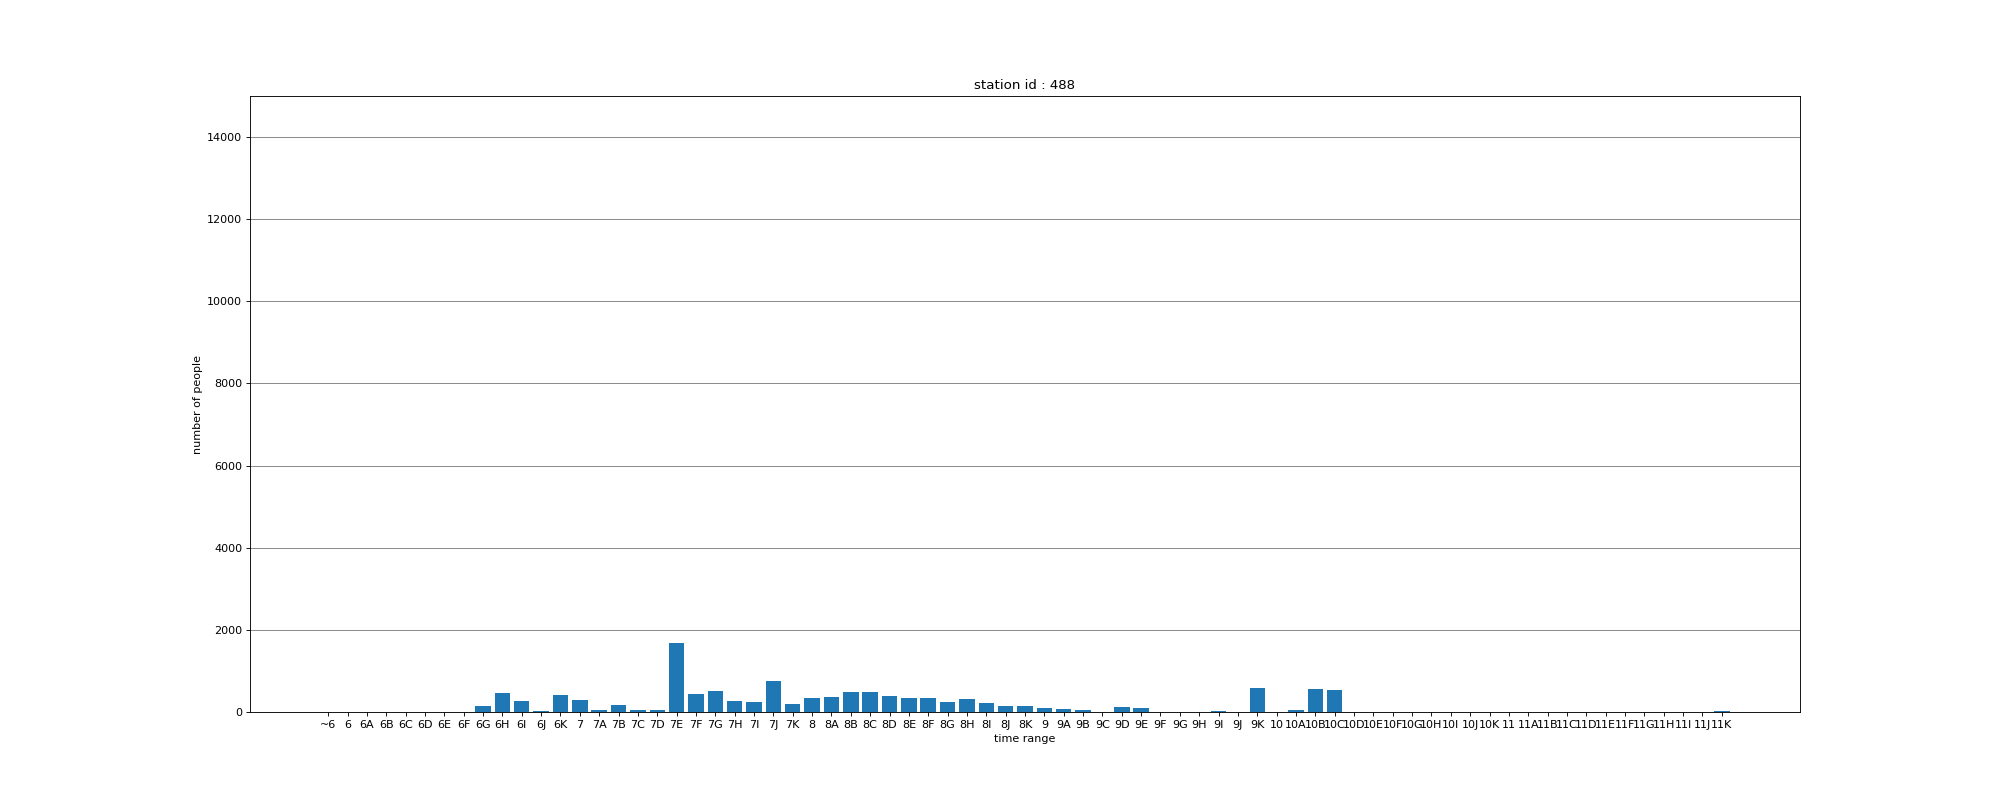 station id : 488
14000
12000
10000
8000
6000
4000
2000
0
number of people
~6 6 6A 6B 6C 6D 6E 6F 6G 6H 6I 6J 6K 7 7A 7B 7C 7D 7E 7F 7G 7H 7I 7J 7K 8 8A 8B 8C 8D 8E 8F 8G 8H 8I 8J 8K 9 9A 9B 9C 9D 9E 9F 9G 9H 9I 9J 9K 10 10A 10B 10C 10D 10E 10F 10G 10H 10I 10J 10K 11 11A 11B 11C 11D 11E 11F 11G 11H 11I 11J 11K
time range